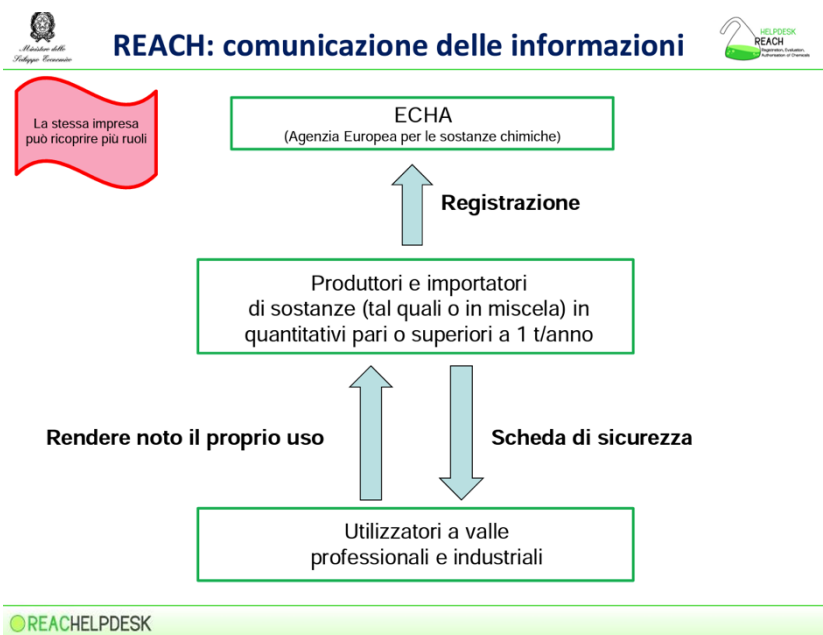 Ministero dello
Sviluppo Economico
REACH: comunicazione delle informazioni
HELPDESK
REACH
Registration, Evaluation,
Authorisation of Chemicals
La stessa impresa
può ricoprire più ruoli
ECHA
(Agenzia Europea per le sostanze chimiche)
Registrazione
Produttori e importatori
di sostanze (tal quali o in miscela) in
quantitativi pari o superiori a 1 t/anno
Rendere noto il proprio uso
Scheda di sicurezza
Utilizzatori a valle
professionali e industriali
REACHELPDESK